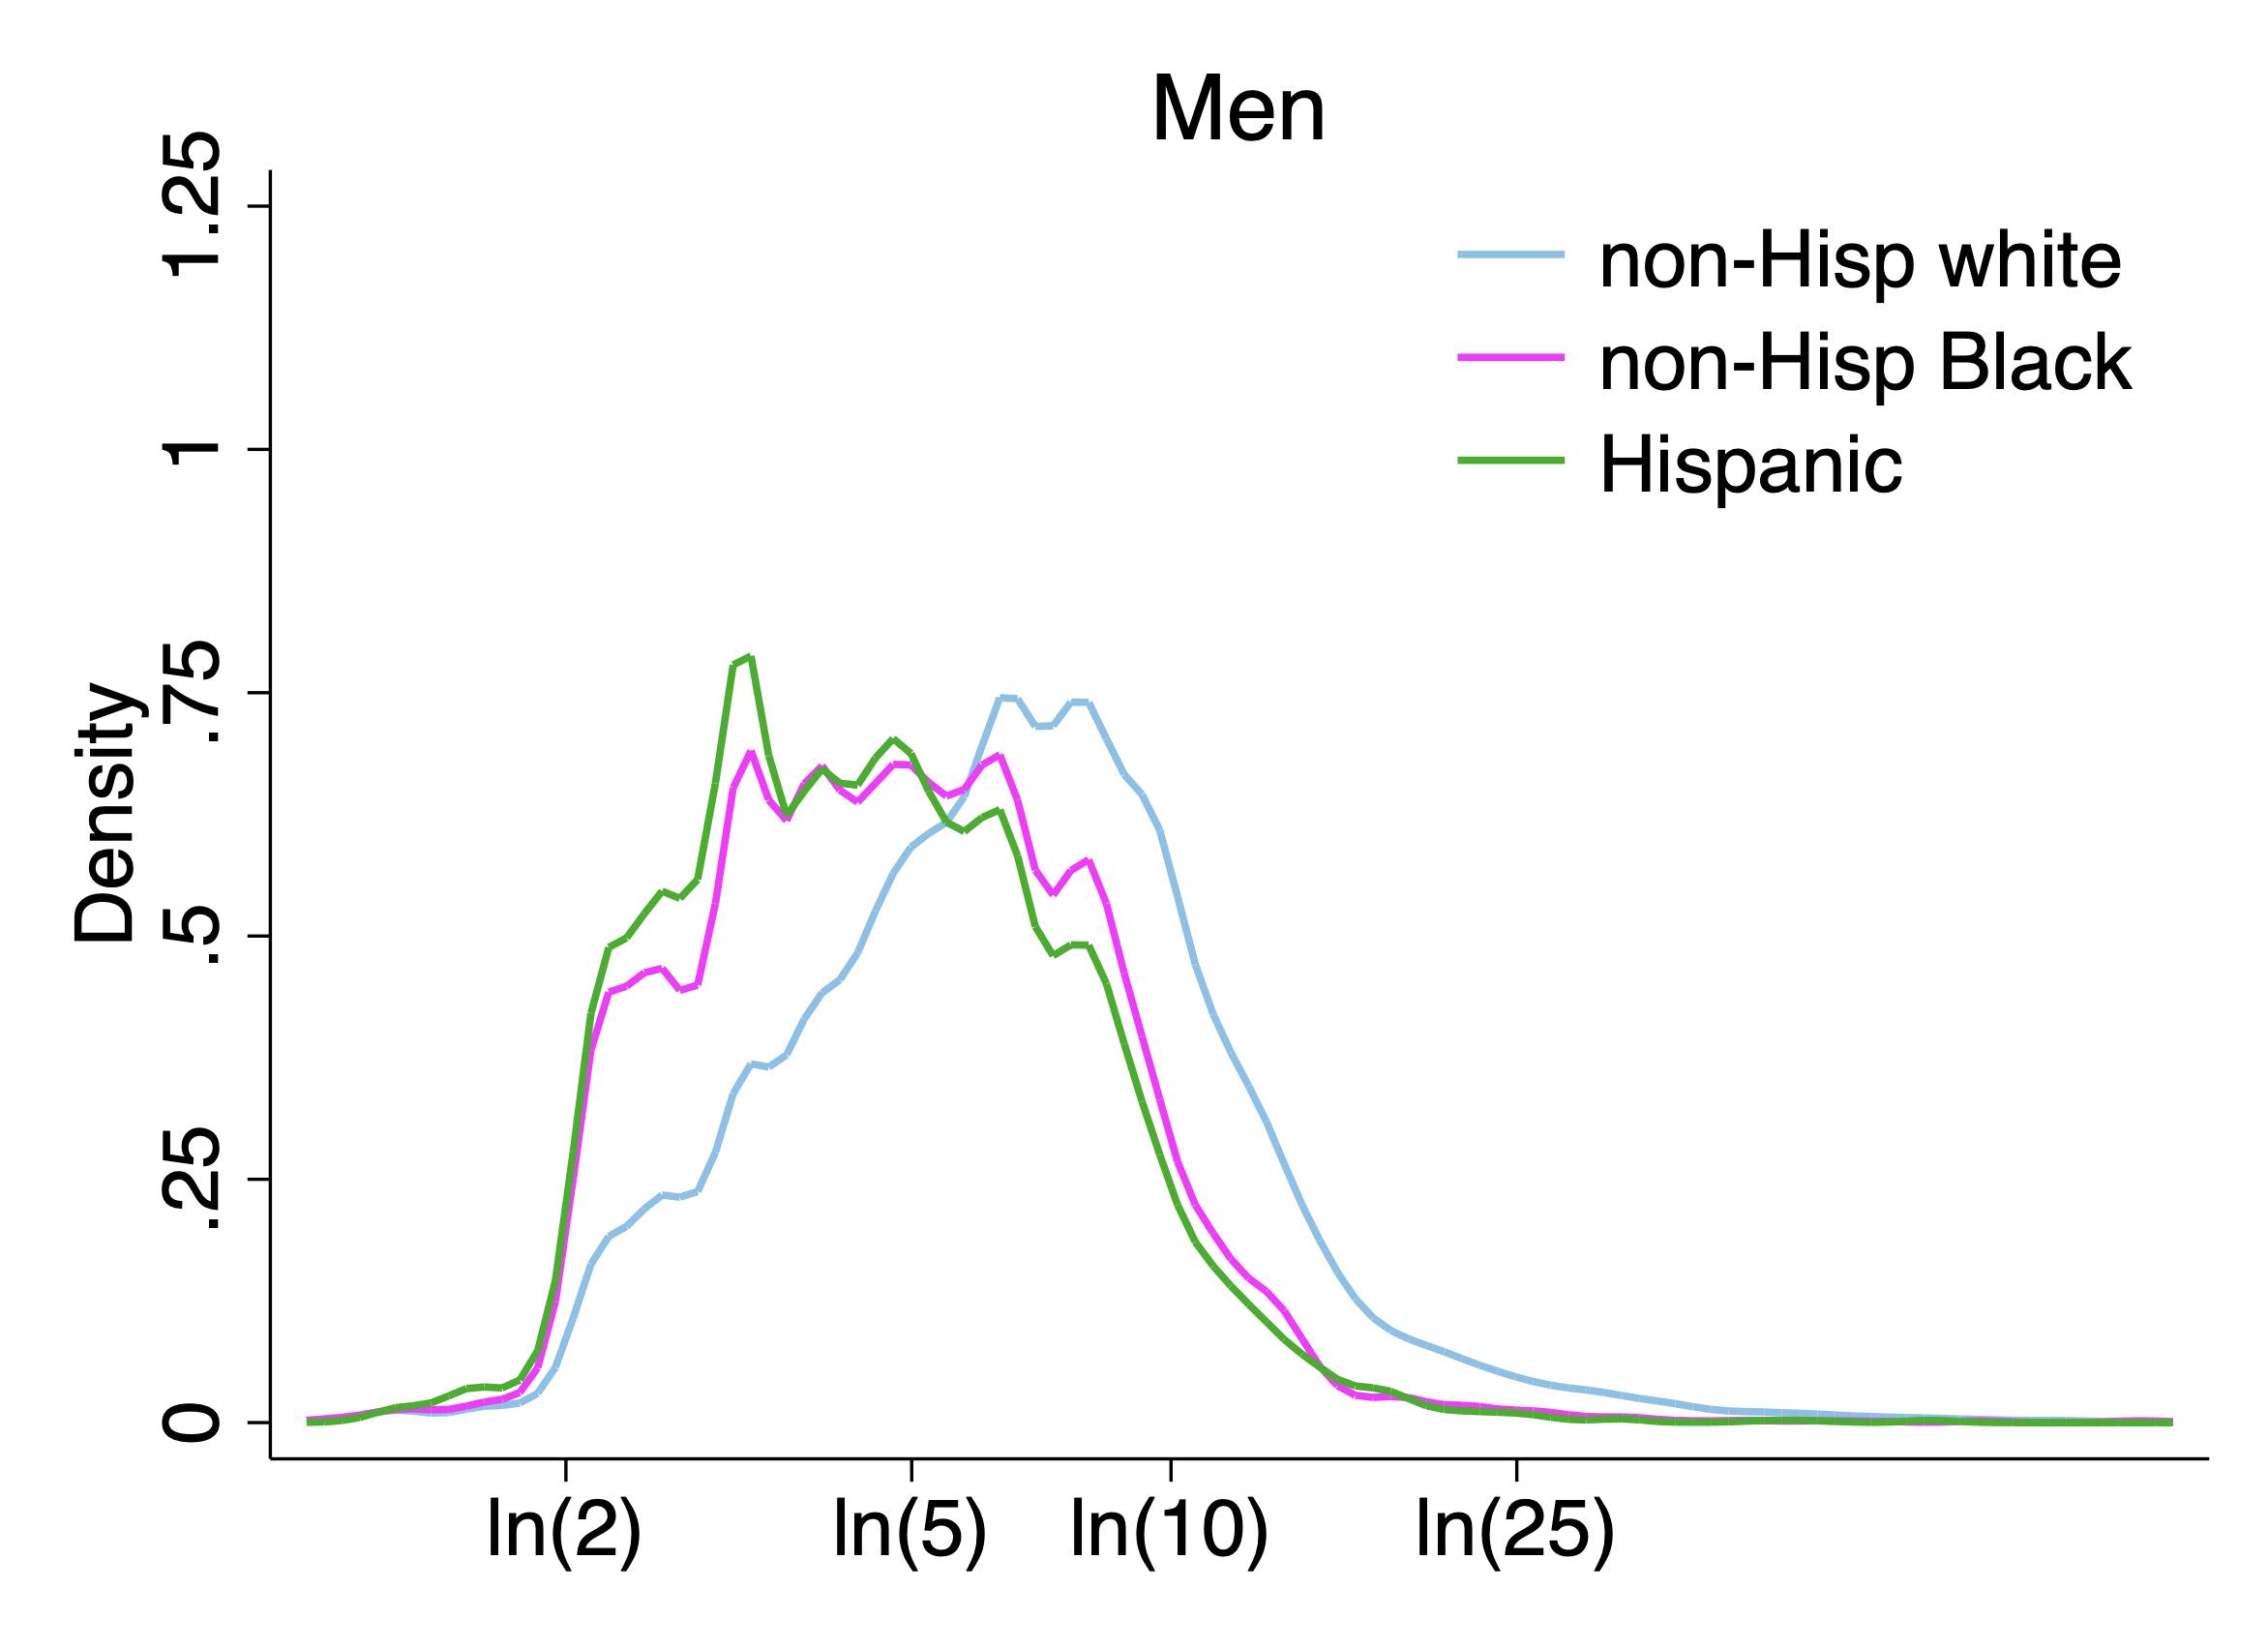 Men
non-Hisp white
non-Hisp Black
Hispanic
Density
1.25
1
.75
.5
.25
0
ln(2)
ln(5)
ln(10)
ln(25)